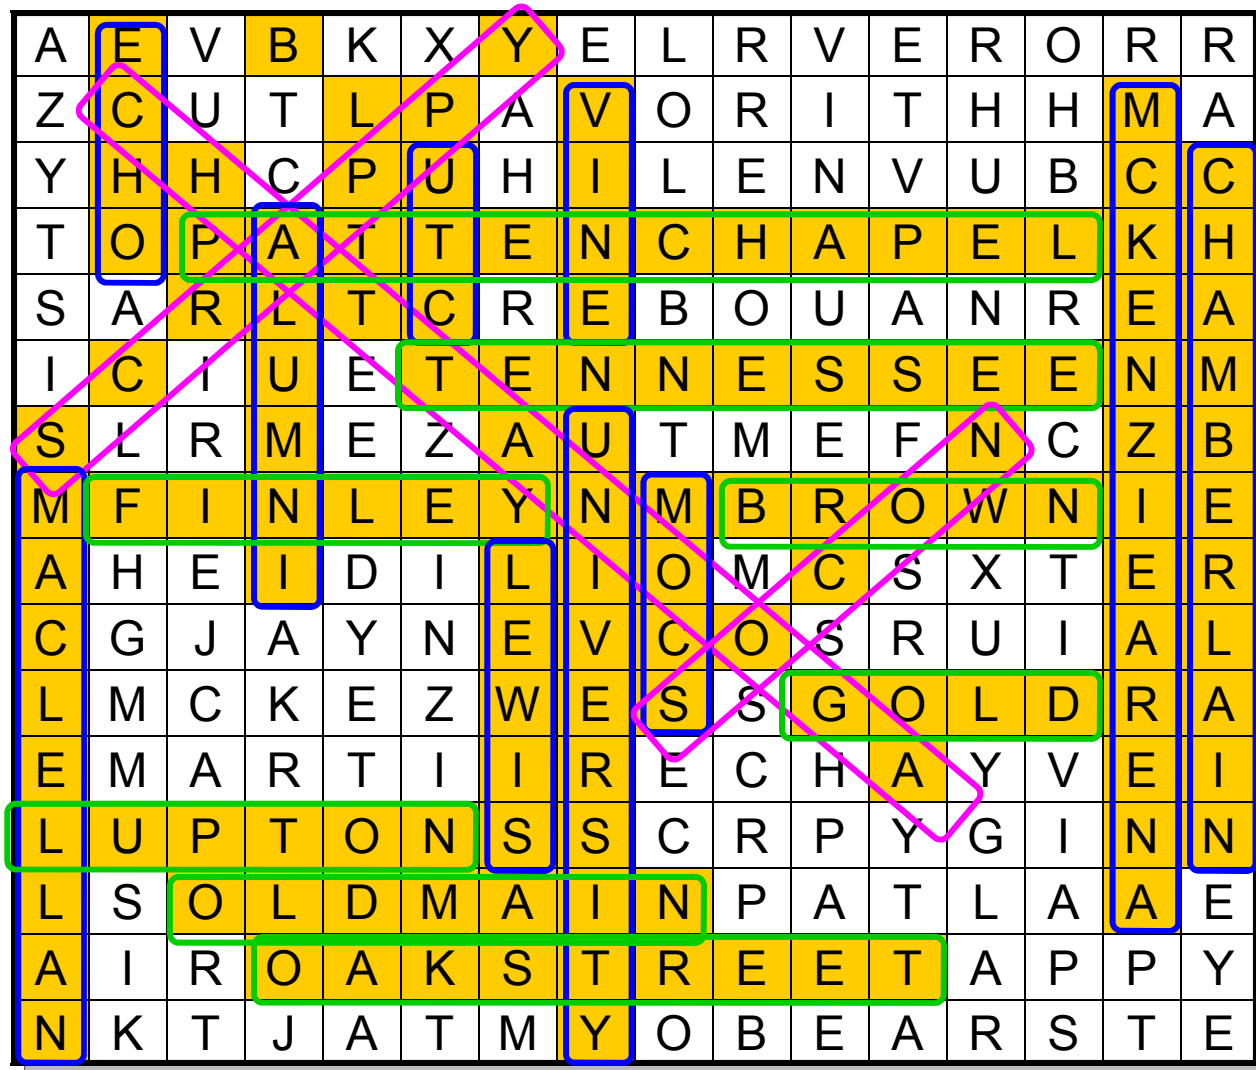 A E V B K X Y E L R V E R O R R
Z C U T L P A V O R I T H H M A
Y H H C P U H I L E N V U B C C
T O P A T T E N C H A P E L K H
S A R L T C R E B O U A N R E A
I C I U E T E N N E S S E E N M
S L R M E Z A U T M E F N C Z B
M F I N L E Y N M B R O W N I E
A H E I D I L I O M C S X T E R
C G J A Y N E V C O S R U I A L
L M C K E Z W E S S G O L D R A
E M A R T I I R E C H A Y V E I
L U P T O N S S C R P Y G I N N
L S O L D M A I N P A T L A A E
A I R O A K S T R E E T A P P Y
N K T J A T M Y O B E A R S T E